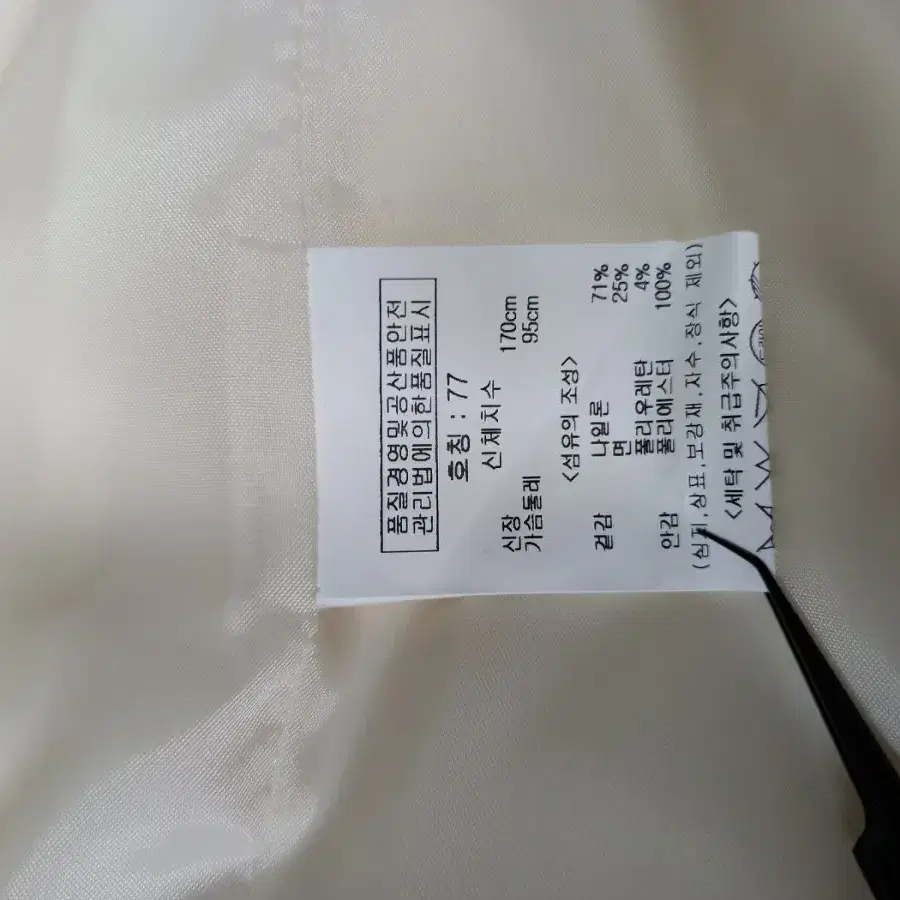 품질경영및공산품안전
관리법에의한품질표시
호칭 : 77
신체치수
신장 170cm
가슴둘레 95cm
<섬유의 조성>
겉감 나일론 71%
면 25%
폴리우레탄 4%
안감 폴리에스터 100%
(심지,상표,보강재,자수,장식 제외)
<세탁 및 취급주의사항>